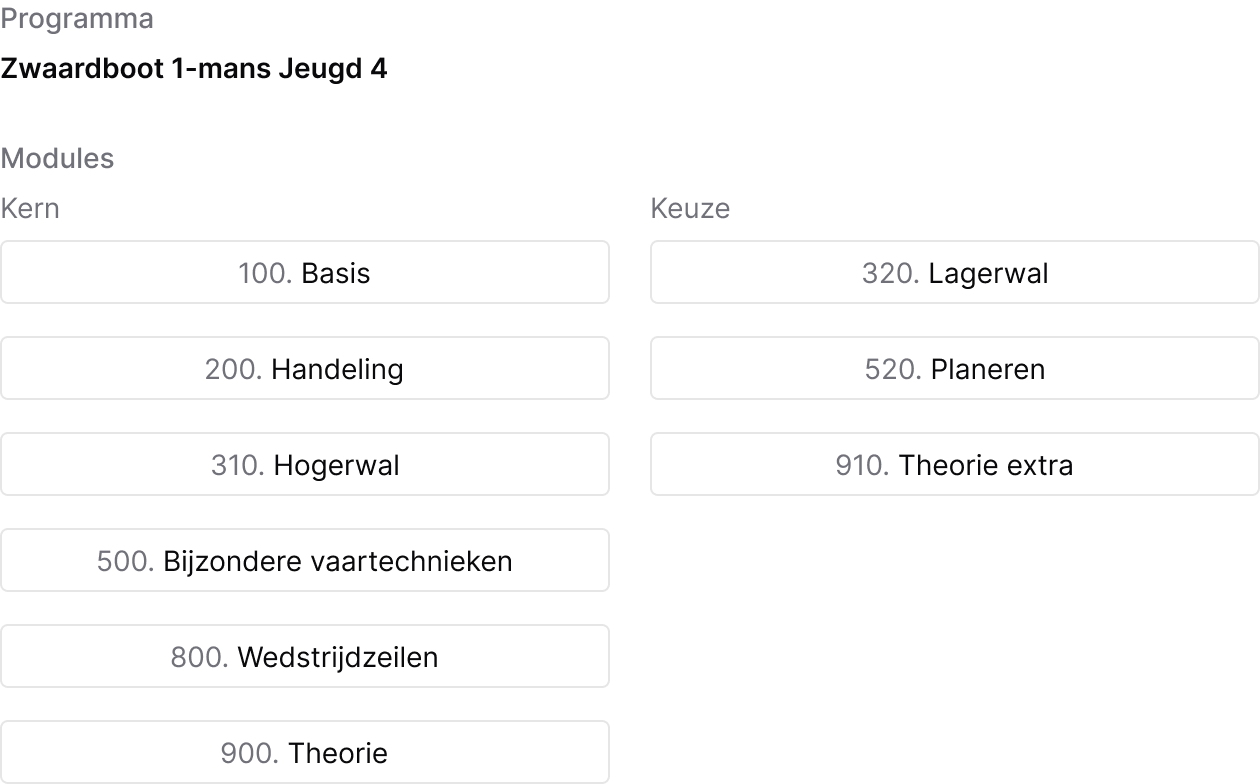 Programma
Zwaardboot 1-mans Jeugd 4
Modules
Kern
100. Basis
200. Handeling
310. Hogerwal
500. Bijzondere vaartechnieken
800. Wedstrijdzeilen
900. Theorie
Keuze
320. Lagerwal
520. Planeren
910. Theorie extra